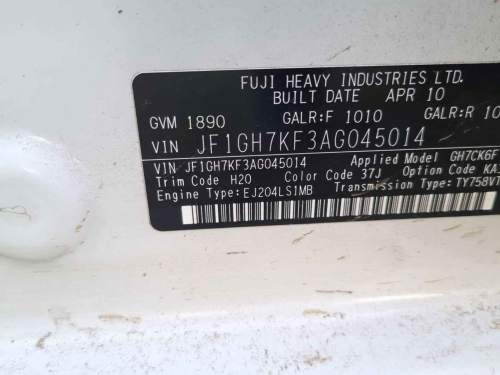 FUJI HEAVY INDUSTRIES LTD.
BUILT DATE APR 10
GVM 1890 GALR:F 1010 GALR:R 10
VIN JF1GH7KF3AG045014
VIN JF1GH7KF3AG045014 Applied Model GH7CK6F
Trim Code H20 Color Code 37J Option Code KA
Engine Type: EJ204LS1MB Transmission Type: TY758V7